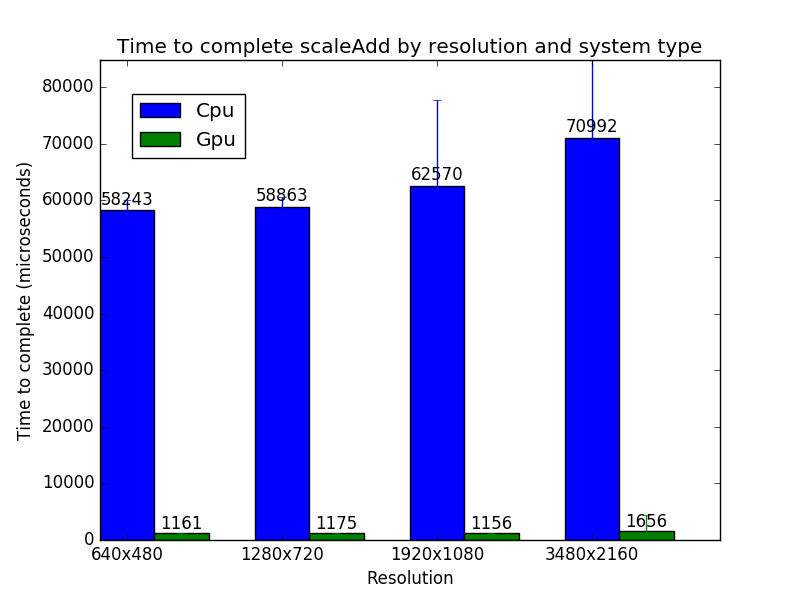 Time to complete scaleAdd by resolution and system type
Time to complete (microseconds)
80000
70000
60000
50000
40000
30000
20000
10000
0
Cpu
Gpu
58243
58863
62570
70992
1161
1175
1156
1656
640x480
1280x720
1920x1080
3480x2160
Resolution